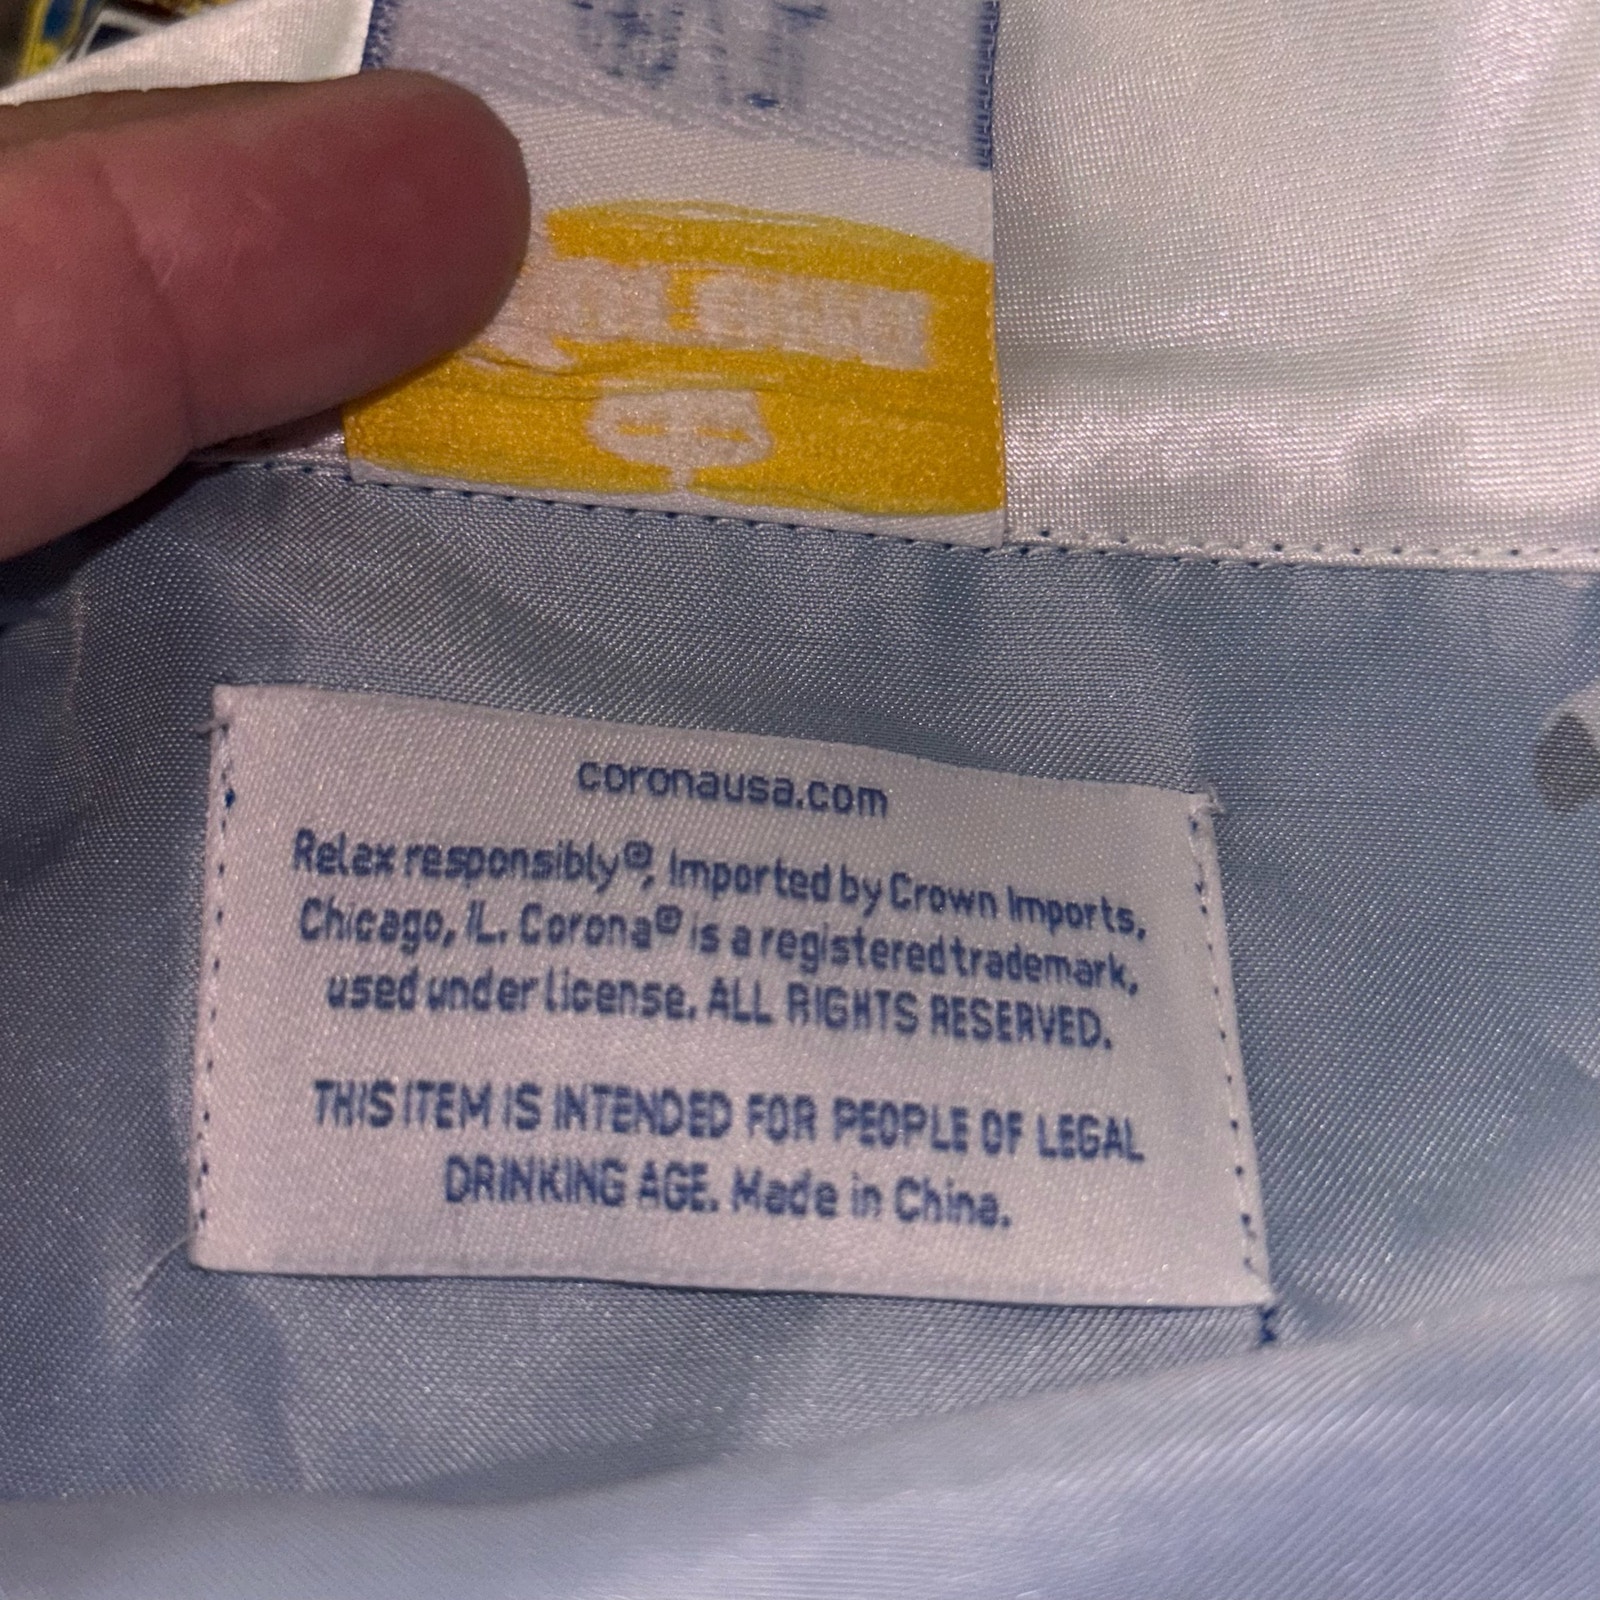 coronausa.com
Relax responsibly®, Imported by Crown Imports,
Chicago, IL. Corona® is a registered trademark,
used under license. ALL RIGHTS RESERVED.
THIS ITEM IS INTENDED FOR PEOPLE OF LEGAL
DRINKING AGE. Made in China.